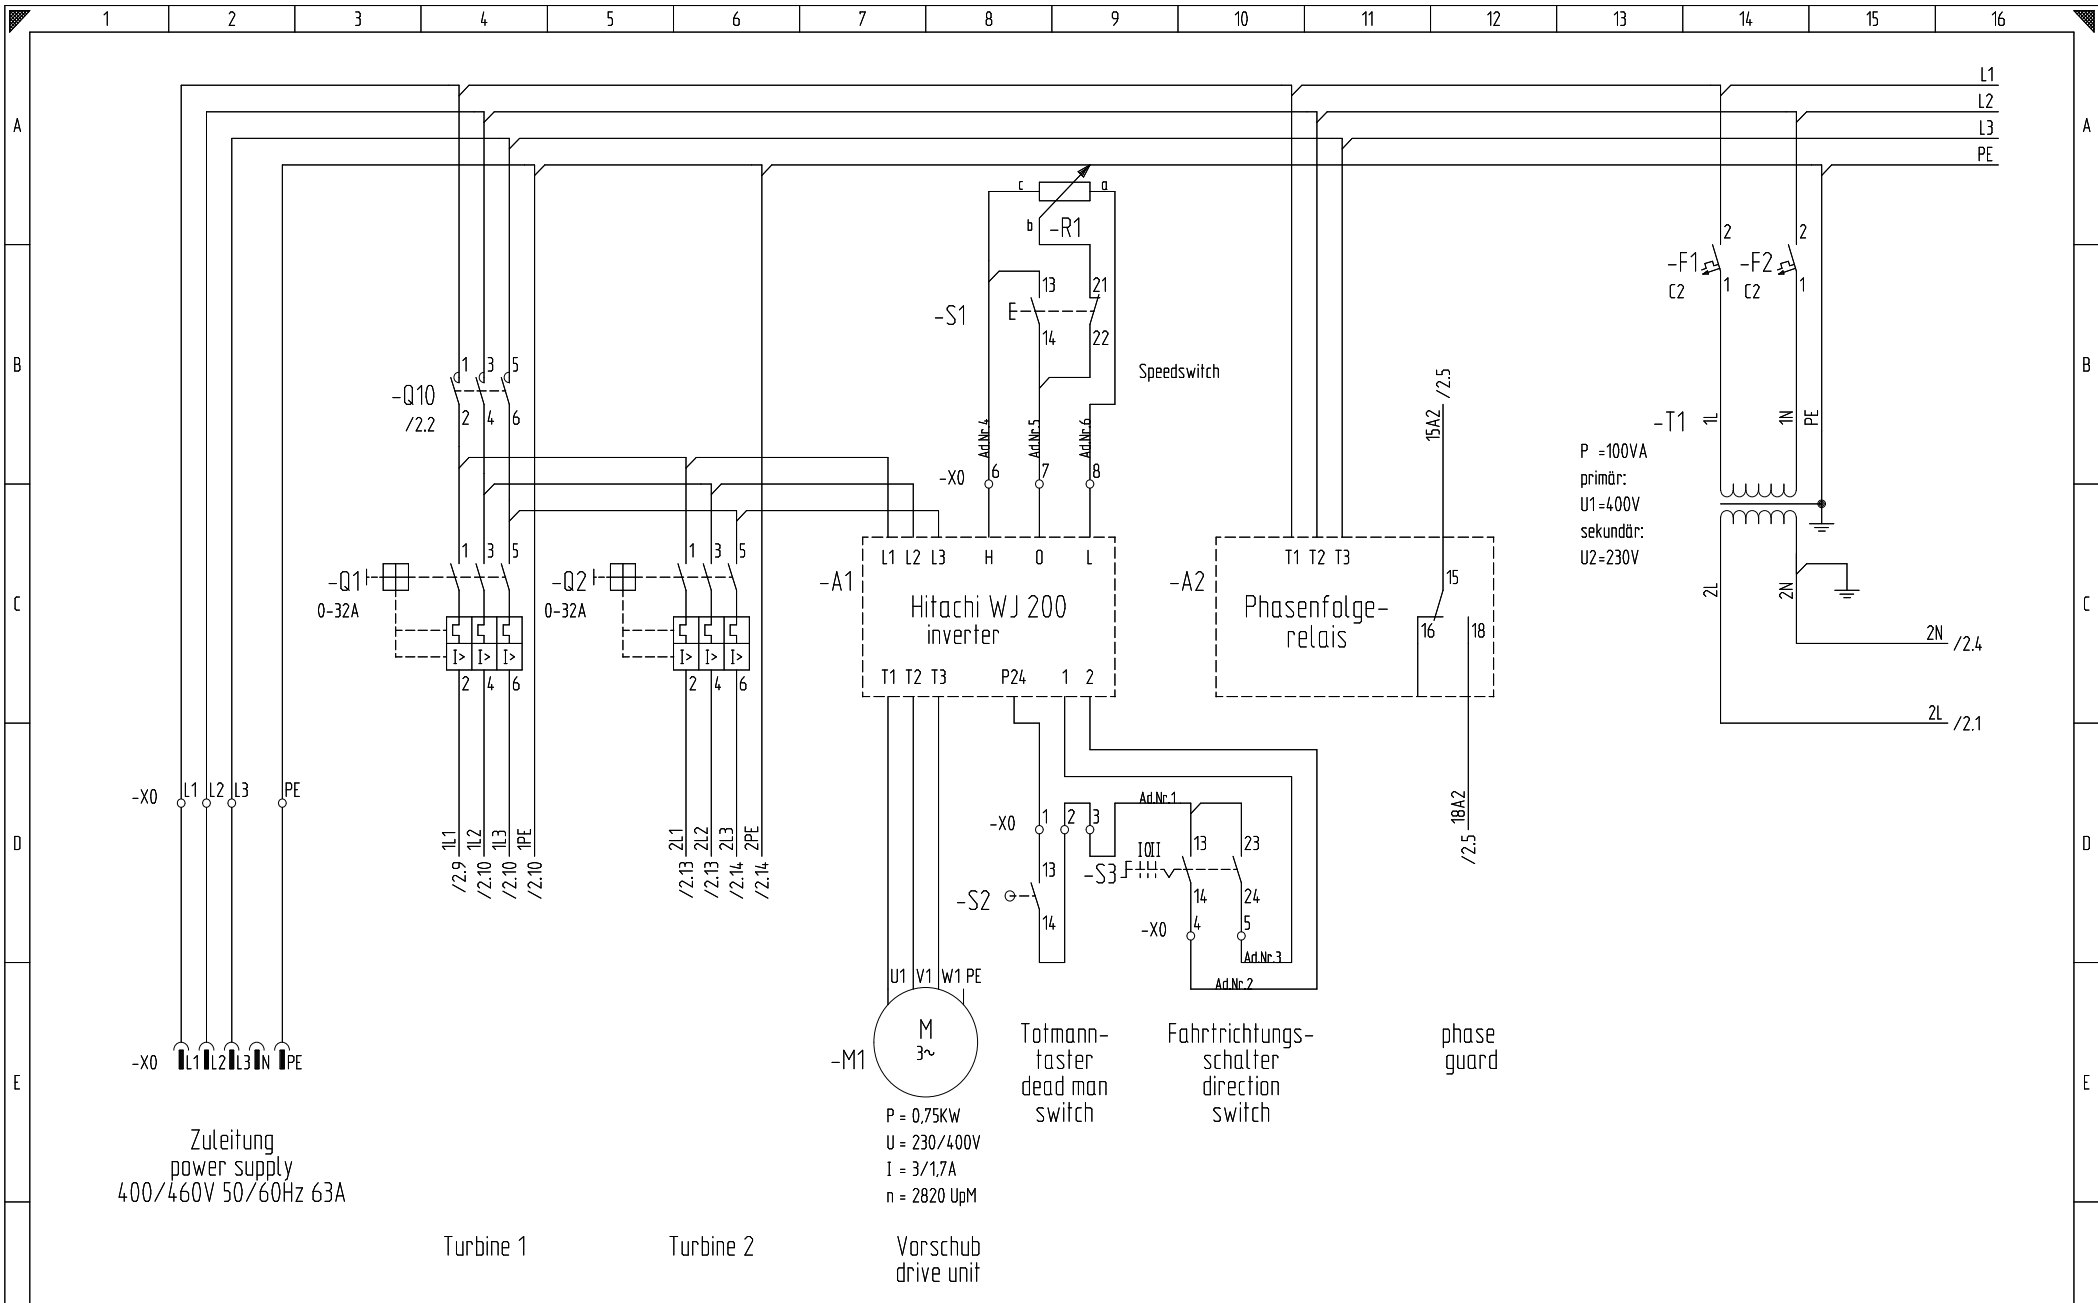 1 2 3 4 5 6 7 8 9 10 11 12 13 14 15 16
L1
L2
A A
L3
PE
c a
b -R1
2 2
-F1 -F2
C2 1 C2 1
13 21
-S1
14 22
B B
1 3 5
Speedswitch
-Q10
2 4 6
/2.2
15A2 /2.5
-T1 1L 1N PE
P =100VA
primär:
U1=400V
sekundär:
U2=230V
Ad.Nr.4 Ad.Nr.5 Ad.Nr.6
-X0 6 7 8
1 3 5 1 3 5
L1 L2 L3 H O L
T1 T2 T3
-Q1 -Q2 -A1 -A2 15
0-32A 0-32A
Hitachi WJ 200
inverter
Phasenfolge-
relais
16 18
2L 2N
C C
I> I> I> I> I> I>
2N /2.4
2 4 6 2 4 6
T1 T2 T3 P24 1 2
2L /2.1
-X0 L1 L2 L3 PE
Ad.Nr.1
-X0 1 2 3
18A2
/2.5
1L1 1L2 1L3 1PE
/2.9 /2.10 /2.10 /2.10
2L1 2L2 2L3 2PE
/2.13 /2.13 /2.14 /2.14
D D
13 I 0 II 13 23
-S3
-S2 14 24
14
-X0 4 5
Ad.Nr.3
Ad.Nr.2
U1 V1 W1 PE
M
3~
-M1
-X0 L1 L2 L3 N PE
E E
Totmann-
taster
dead man
switch
Fahrtrichtungs-
schalter
direction
switch
phase
guard
P = 0,75KW
U = 230/400V
I = 3/1,7A
n = 2820 UpM
Zuleitung
power supply
400/460V 50/60Hz 63A
Turbine 1
Turbine 2
Vorschub
drive unit